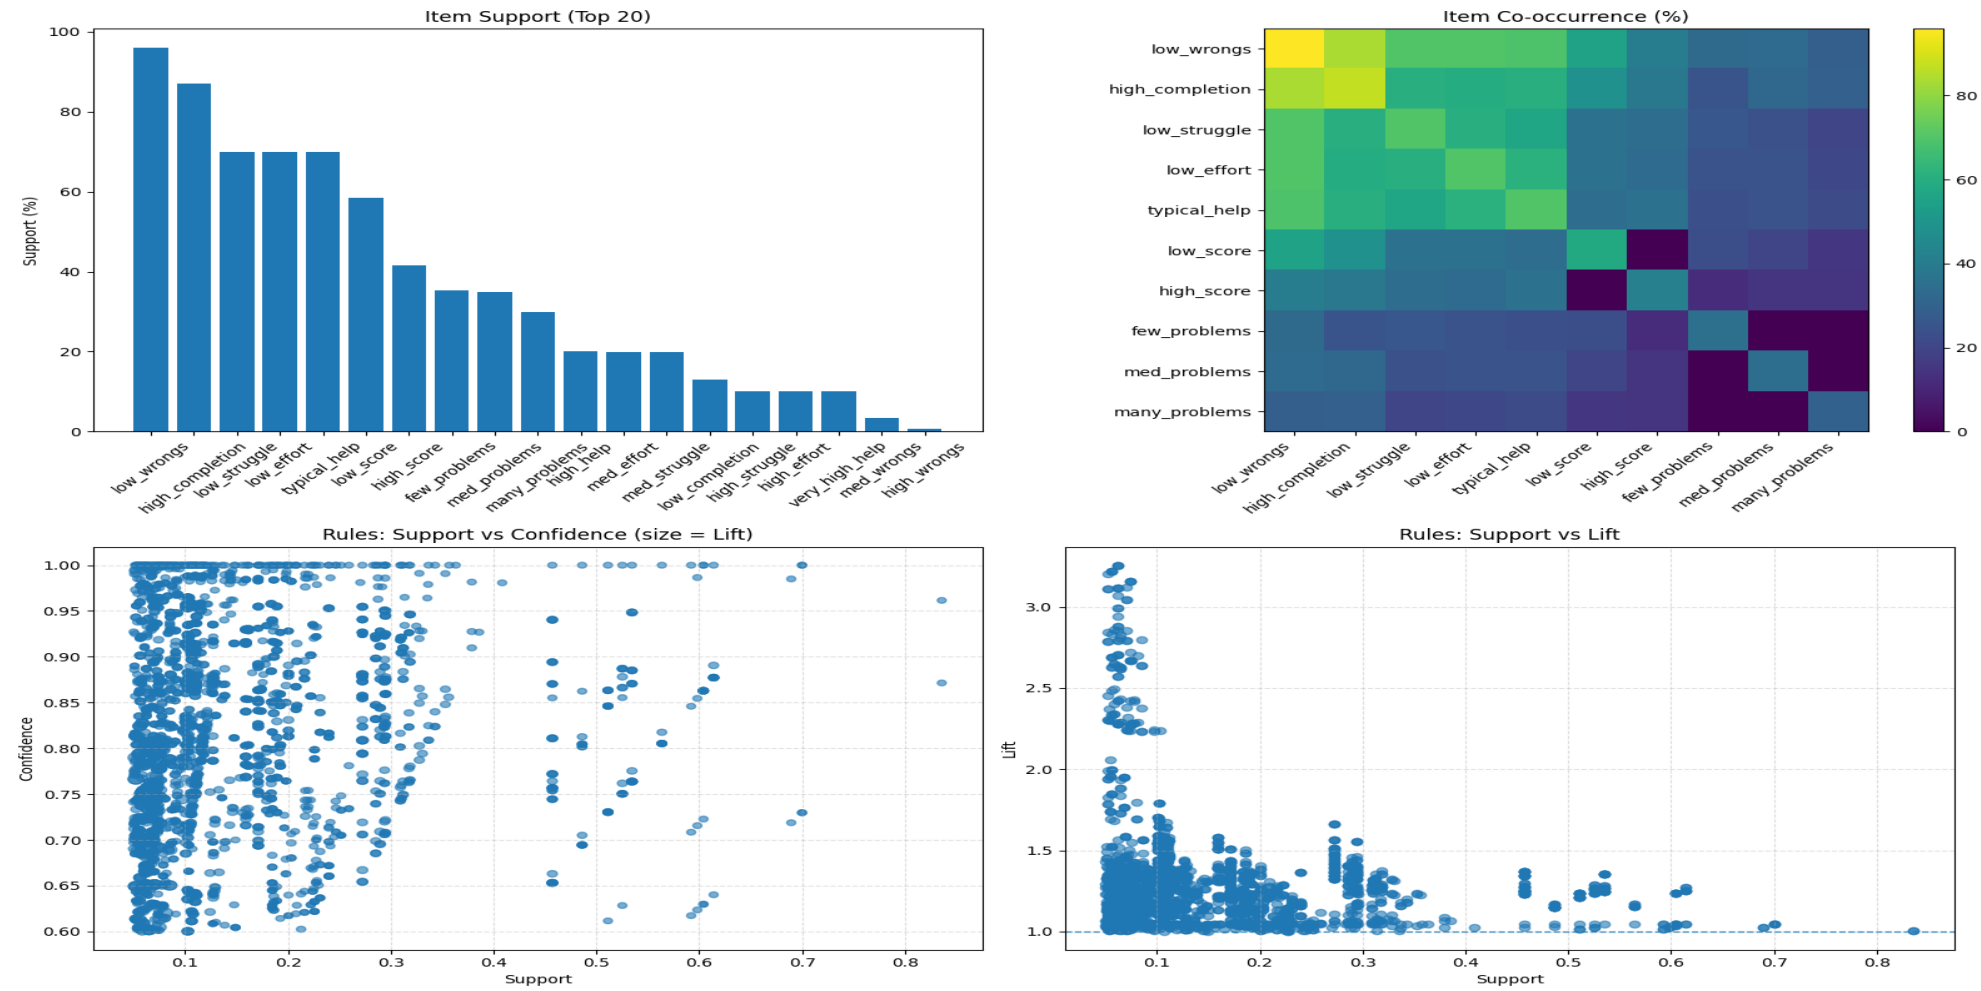 Item Support (Top 20)
100
80
60
40
20
0
Support (%)
low_wrongs
high_completion
low_struggle
low_effort
typical_help
low_score
high_score
few_problems
med_problems
many_problems
high_help
med_effort
med_struggle
low_completion
high_struggle
high_effort
very_high_help
med_wrongs
high_wrongs
Item Co-occurrence (%)
low_wrongs
high_completion
low_struggle
low_effort
typical_help
low_score
high_score
few_problems
med_problems
many_problems
low_wrongs
high_completion
low_struggle
low_effort
typical_help
low_score
high_score
few_problems
med_problems
many_problems
80
60
40
20
0
Rules: Support vs Confidence (size = Lift)
1.00
0.95
0.90
0.85
0.80
0.75
0.70
0.65
0.60
Confidence
0.1 0.2 0.3 0.4 0.5 0.6 0.7 0.8
Support
Rules: Support vs Lift
3.0
2.5
2.0
1.5
1.0
Lift
0.1 0.2 0.3 0.4 0.5 0.6 0.7 0.8
Support